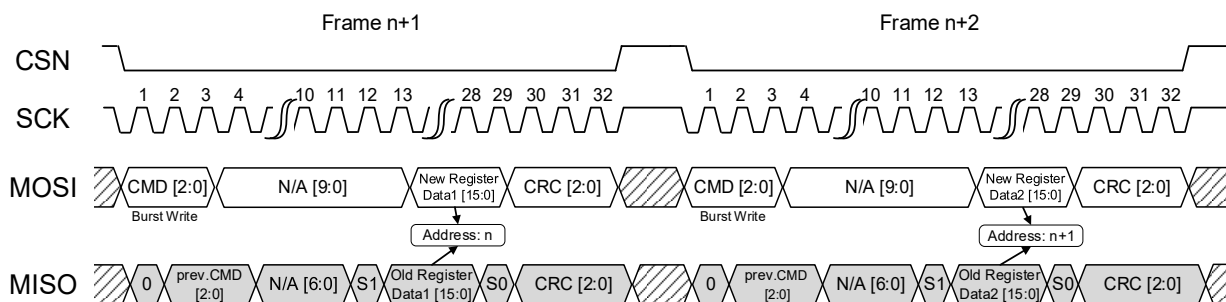 Frame n+1 Frame n+2
CSN
1 2 3 4 10 11 12 13 28 29 30 31 32 1 2 3 4 10 11 12 13 28 29 30 31 32
SCK
MOSI CMD [2:0] N/A [9:0] New Register Data1 [15:0] CRC [2:0] CMD [2:0] N/A [9:0] New Register Data2 [15:0] CRC [2:0]
Burst Write Burst Write
Address: n Address: n+1
MISO 0 prev.CMD [2:0] N/A [6:0] S1 Old Register Data1 [15:0] S0 CRC [2:0] 0 prev.CMD [2:0] N/A [6:0] S1 Old Register Data2 [15:0] S0 CRC [2:0]